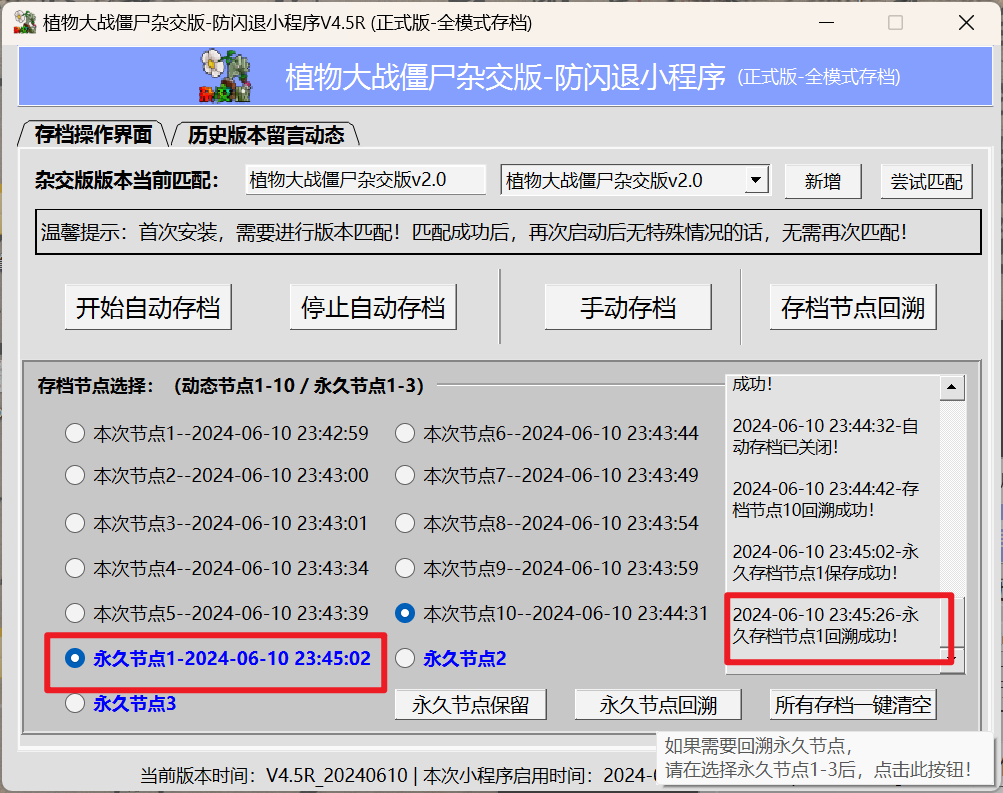 植物大战僵尸杂交版-防闪退小程序V4.5R (正式版-全模式存档)
植物大战僵尸杂交版-防闪退小程序 (正式版-全模式存档)
存档操作界面 历史版本留言动态
杂交版版本当前匹配： 植物大战僵尸杂交版v2.0 植物大战僵尸杂交版v2.0 新增 尝试匹配
温馨提示：首次安装，需要进行版本匹配！匹配成功后，再次启动后无特殊情况的话，无需再次匹配！
开始自动存档 停止自动存档 手动存档 存档节点回溯
存档节点选择：（动态节点1-10 / 永久节点1-3）
本次节点1--2024-06-10 23:42:59 本次节点6--2024-06-10 23:43:44
本次节点2--2024-06-10 23:43:00 本次节点7--2024-06-10 23:43:49
本次节点3--2024-06-10 23:43:01 本次节点8--2024-06-10 23:43:54
本次节点4--2024-06-10 23:43:34 本次节点9--2024-06-10 23:43:59
本次节点5--2024-06-10 23:43:39 本次节点10--2024-06-10 23:44:31
永久节点1-2024-06-10 23:45:02 永久节点2
永久节点3
成功！
2024-06-10 23:44:32-自
动存档已关闭！
2024-06-10 23:44:42-存
档节点10回溯成功！
2024-06-10 23:45:02-永
久存档节点1保存成功！
2024-06-10 23:45:26-永
久存档节点1回溯成功！
永久节点保留 永久节点回溯 所有存档一键清空
如果需要回溯永久节点，
请在选择永久节点1-3后，点击此按钮！
当前版本时间：V4.5R_20240610 | 本次小程序启用时间：2024-